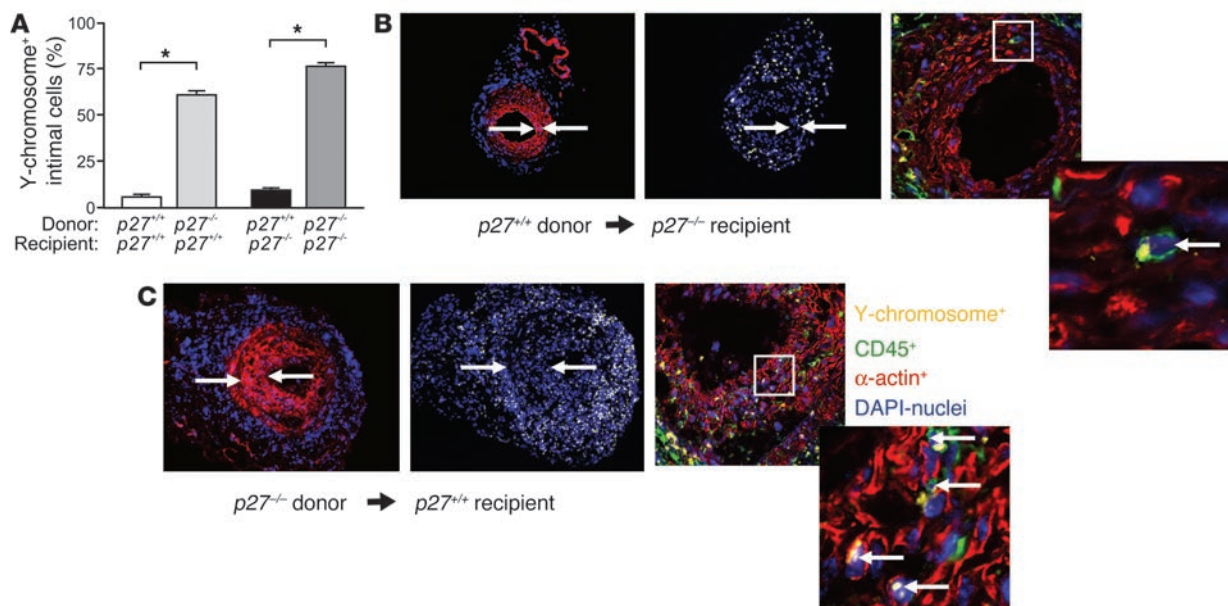 A
Y-chromosome⁺
intimal cells (%)
100
75
50
25
0
*
*
Donor: p27⁺/⁺ p27⁻/⁻ p27⁺/⁺ p27⁻/⁻
Recipient: p27⁺/⁺ p27⁺/⁺ p27⁻/⁻ p27⁻/⁻
B
p27⁺/⁺ donor → p27⁻/⁻ recipient
C
Y-chromosome⁺
CD45⁺
α-actin⁺
DAPI-nuclei
p27⁻/⁻ donor → p27⁺/⁺ recipient